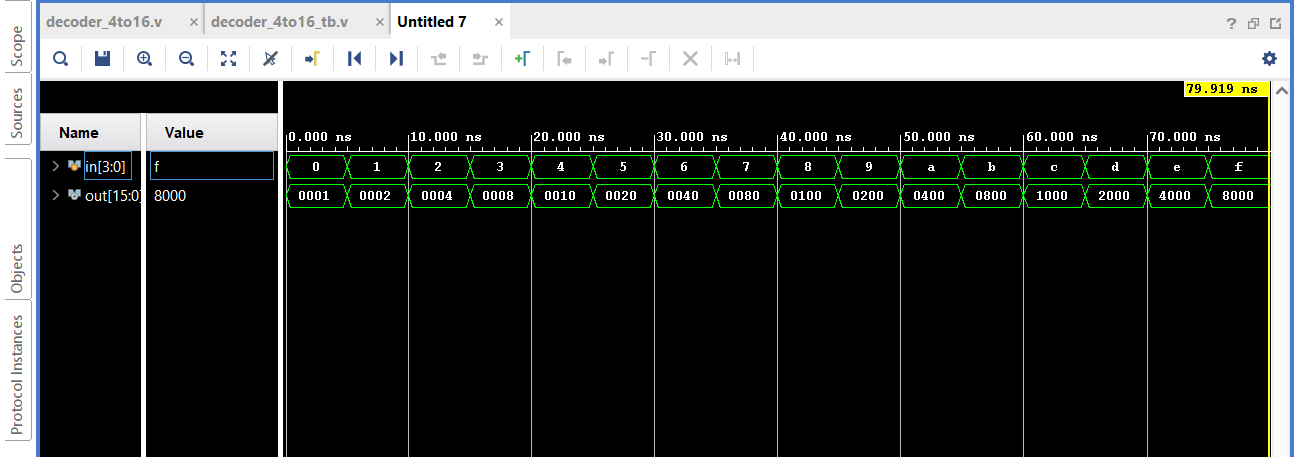 decoder_4to16.v × decoder_4to16_tb.v × Untitled 7 ×
Scope
Sources
Objects
Protocol Instances
79.919 ns
Name Value
0.000 ns 10.000 ns 20.000 ns 30.000 ns 40.000 ns 50.000 ns 60.000 ns 70.000 ns
in[3:0] f 0 1 2 3 4 5 6 7 8 9 a b c d e f
out[15:0] 8000 0001 0002 0004 0008 0010 0020 0040 0080 0100 0200 0400 0800 1000 2000 4000 8000